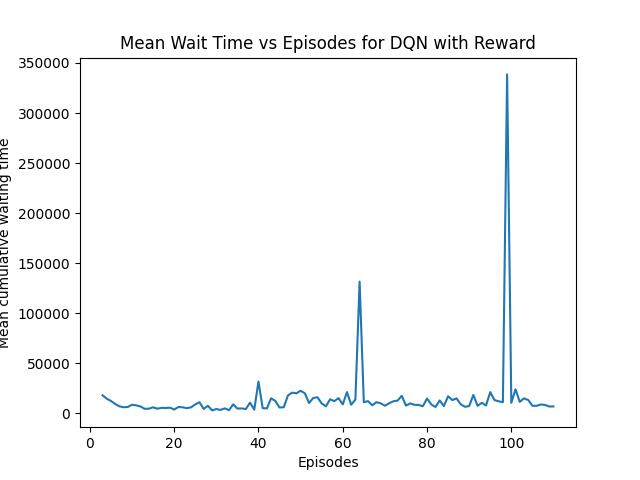 Mean Wait Time vs Episodes for DQN with Reward
Mean cumulative waiting time
350000
300000
250000
200000
150000
100000
50000
0
0 20 40 60 80 100
Episodes